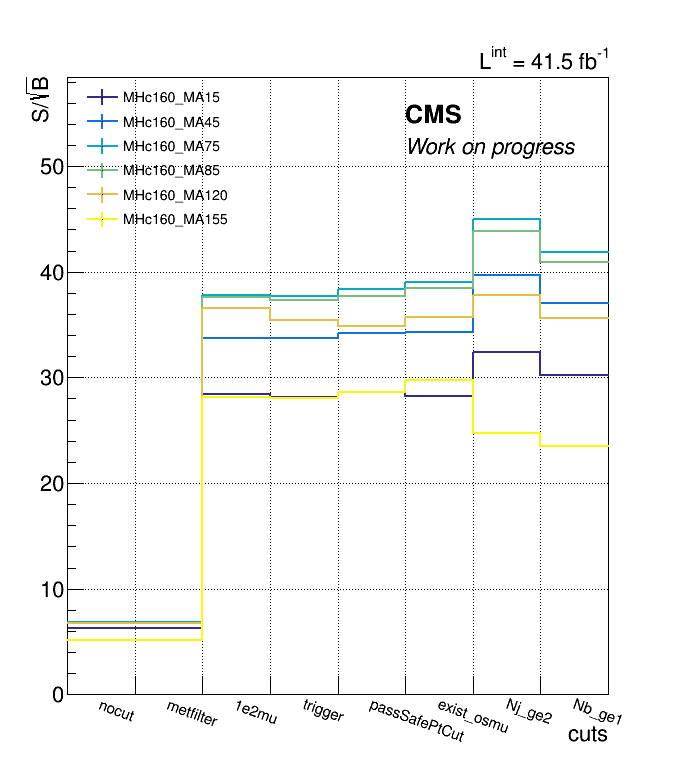 L^int = 41.5 fb^-1
S/√B
MHc160_MA15
MHc160_MA45
MHc160_MA75
MHc160_MA85
MHc160_MA120
MHc160_MA155
CMS
Work on progress
50
40
30
20
10
0
nocut
metfilter
1e2mu
trigger
passSafePtCut
exist_osmu
Nj_ge2
Nb_ge1
cuts